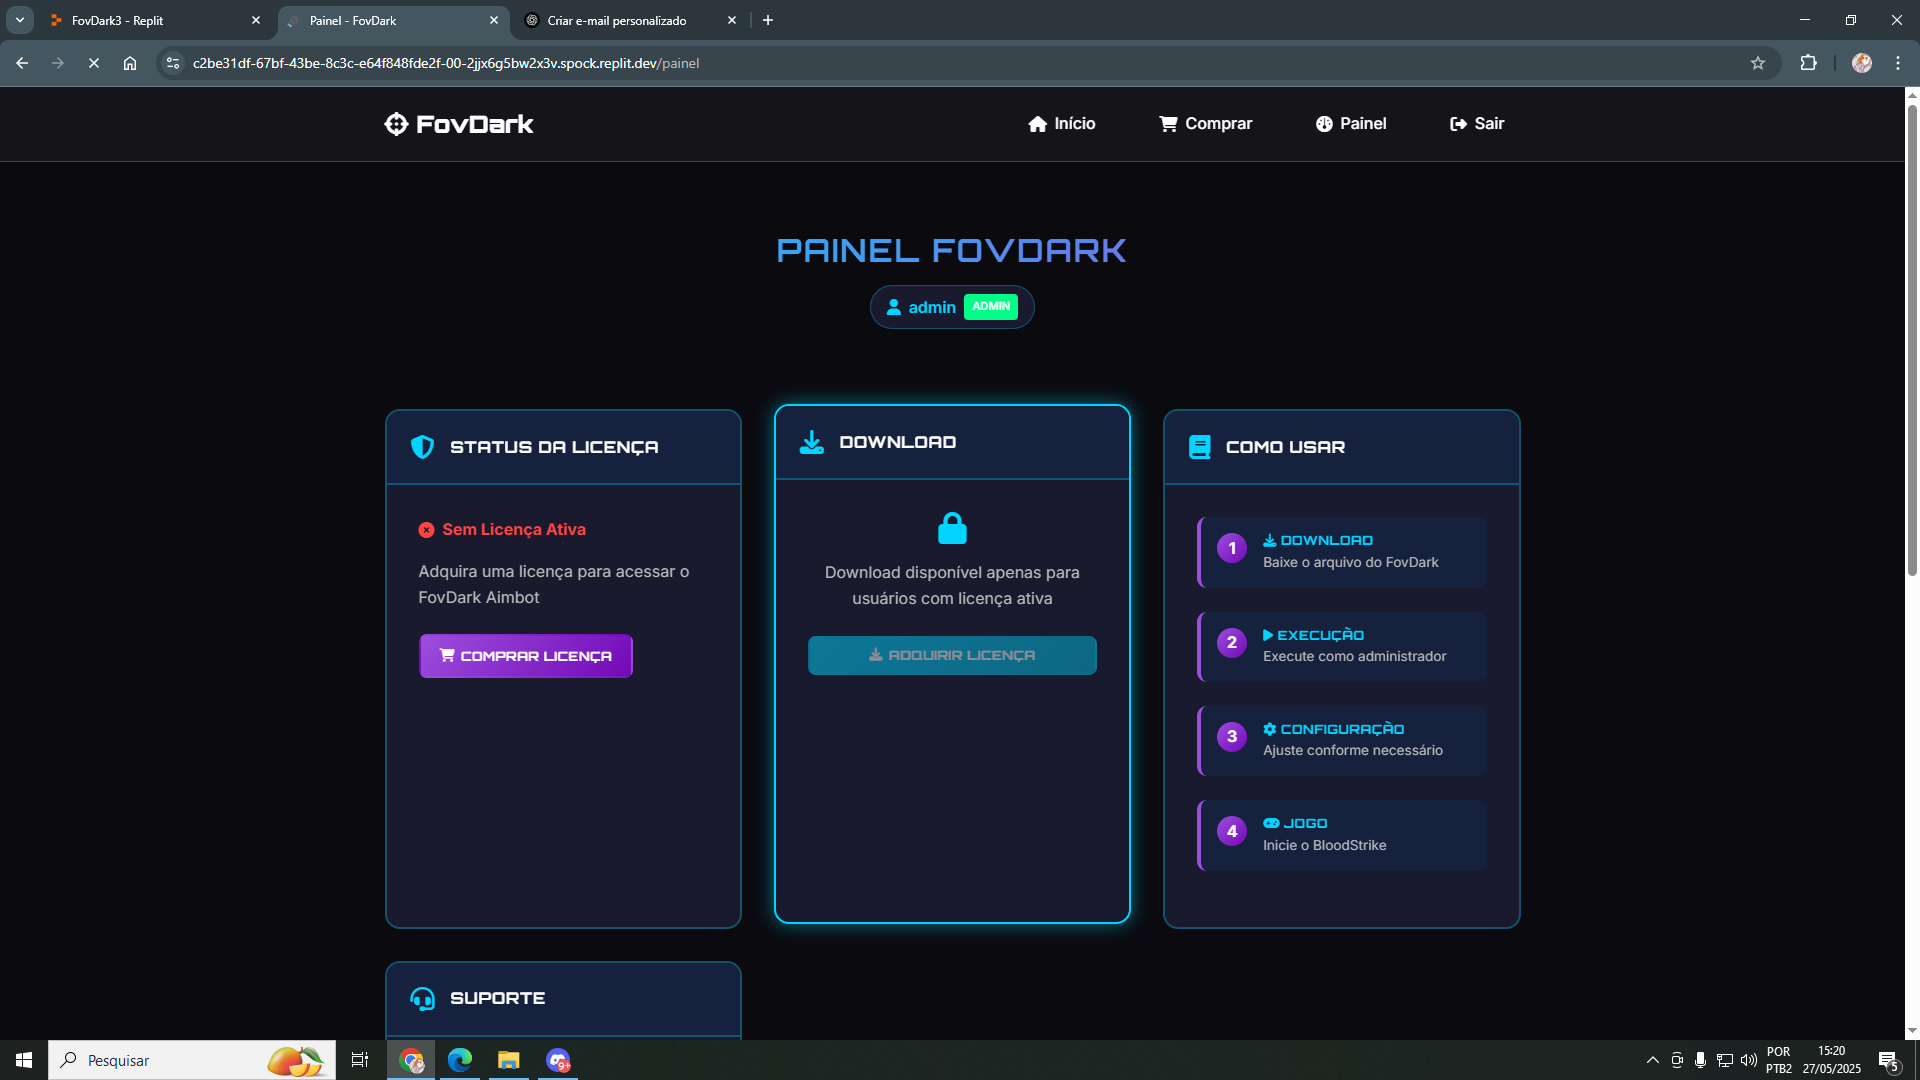 FovDark3 - Replit
Painel - FovDark
Criar e-mail personalizado
c2be31df-67bf-43be-8c3c-e64f848fde2f-00-2jjx6g5bw2x3v.spock.replit.dev/painel
FovDark
Início
Comprar
Painel
Sair
PAINEL FOVDARK
admin ADMIN
STATUS DA LICENÇA
Sem Licença Ativa
Adquira uma licença para acessar o
FovDark Aimbot
COMPRAR LICENÇA
DOWNLOAD
Download disponível apenas para
usuários com licença ativa
ADQUIRIR LICENÇA
COMO USAR
1
DOWNLOAD
Baixe o arquivo do FovDark
2
EXECUÇÃO
Execute como administrador
3
CONFIGURAÇÃO
Ajuste conforme necessário
4
JOGO
Inicie o BloodStrike
SUPORTE
Pesquisar
9+
POR
PTB2
15:20
27/05/2025
5